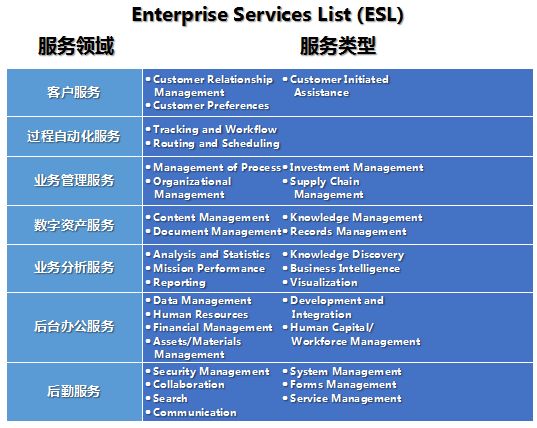 Enterprise Services List (ESL)
服务领域 服务类型
客户服务
• Customer Relationship Management
• Customer Preferences
• Customer Initiated Assistance
过程自动化服务
• Tracking and Workflow
• Routing and Scheduling
业务管理服务
• Management of Process
• Organizational Management
• Investment Management
• Supply Chain Management
数字资产服务
• Content Management
• Document Management
• Knowledge Management
• Records Management
业务分析服务
• Analysis and Statistics
• Mission Performance
• Reporting
• Knowledge Discovery
• Business Intelligence
• Visualization
后台办公服务
• Data Management
• Human Resources
• Financial Management
• Assets/Materials Management
• Development and Integration
• Human Capital/ Workforce Management
后勤服务
• Security Management
• Collaboration
• Search
• Communication
• System Management
• Forms Management
• Service Management